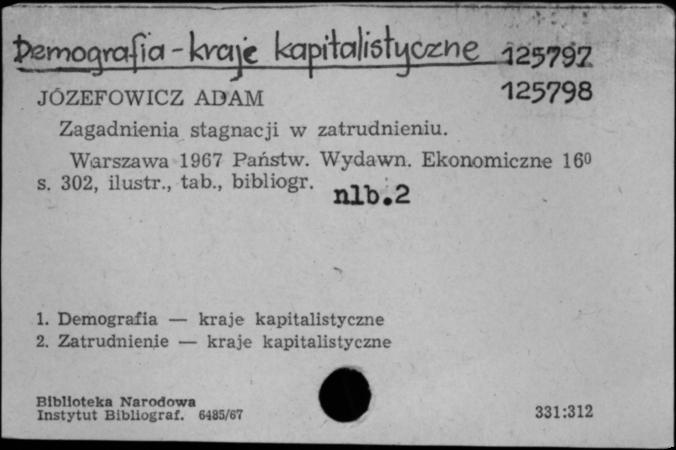 Demografia - kraje kapitalistyczne 125797
JÓZEFOWICZ ADAM 125798
Zagadnienia stagnacji w zatrudnieniu.
Warszawa 1967 Państw. Wydawn. Ekonomiczne 16⁰
s. 302, ilustr., tab., bibliogr. nlb.2
1. Demografia — kraje kapitalistyczne
2. Zatrudnienie — kraje kapitalistyczne
Biblioteka Narodowa
Instytut Bibliograf. 6485/67 331:312